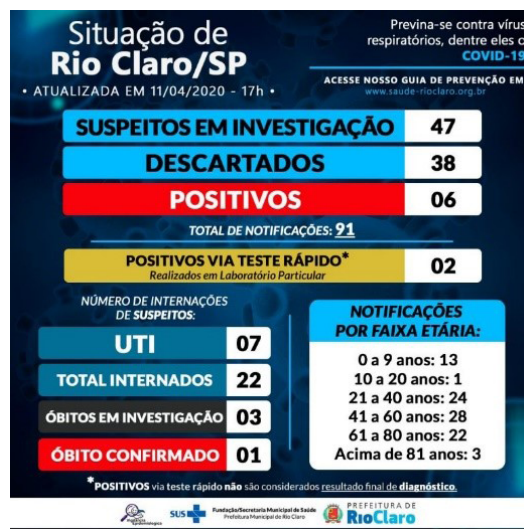 Situação de
Rio Claro/SP
• ATUALIZADA EM 11/04/2020 - 17h •
Previna-se contra vírus
respiratórios, dentre eles o
COVID-19
ACESSE NOSSO GUIA DE PREVENÇÃO EM
www.saude-rioclaro.org.br
SUSPEITOS EM INVESTIGAÇÃO 47
DESCARTADOS 38
POSITIVOS 06
TOTAL DE NOTIFICAÇÕES: 91
POSITIVOS VIA TESTE RÁPIDO* 02
Realizados em Laboratório Particular
NÚMERO DE INTERNAÇÕES
DE SUSPEITOS:
UTI 07
TOTAL INTERNADOS 22
ÓBITOS EM INVESTIGAÇÃO 03
ÓBITO CONFIRMADO 01
NOTIFICAÇÕES
POR FAIXA ETÁRIA:
0 a 9 anos: 13
10 a 20 anos: 1
21 a 40 anos: 24
41 a 60 anos: 28
61 a 80 anos: 22
Acima de 81 anos: 3
*POSITIVOS via teste rápido não são considerados resultado final de diagnóstico.
Vigilância
Epidemiológica
SUS
Fundação/Secretaria Municipal de Saúde
Prefeitura Municipal de Rio Claro
PREFEITURA DE
RioClaro